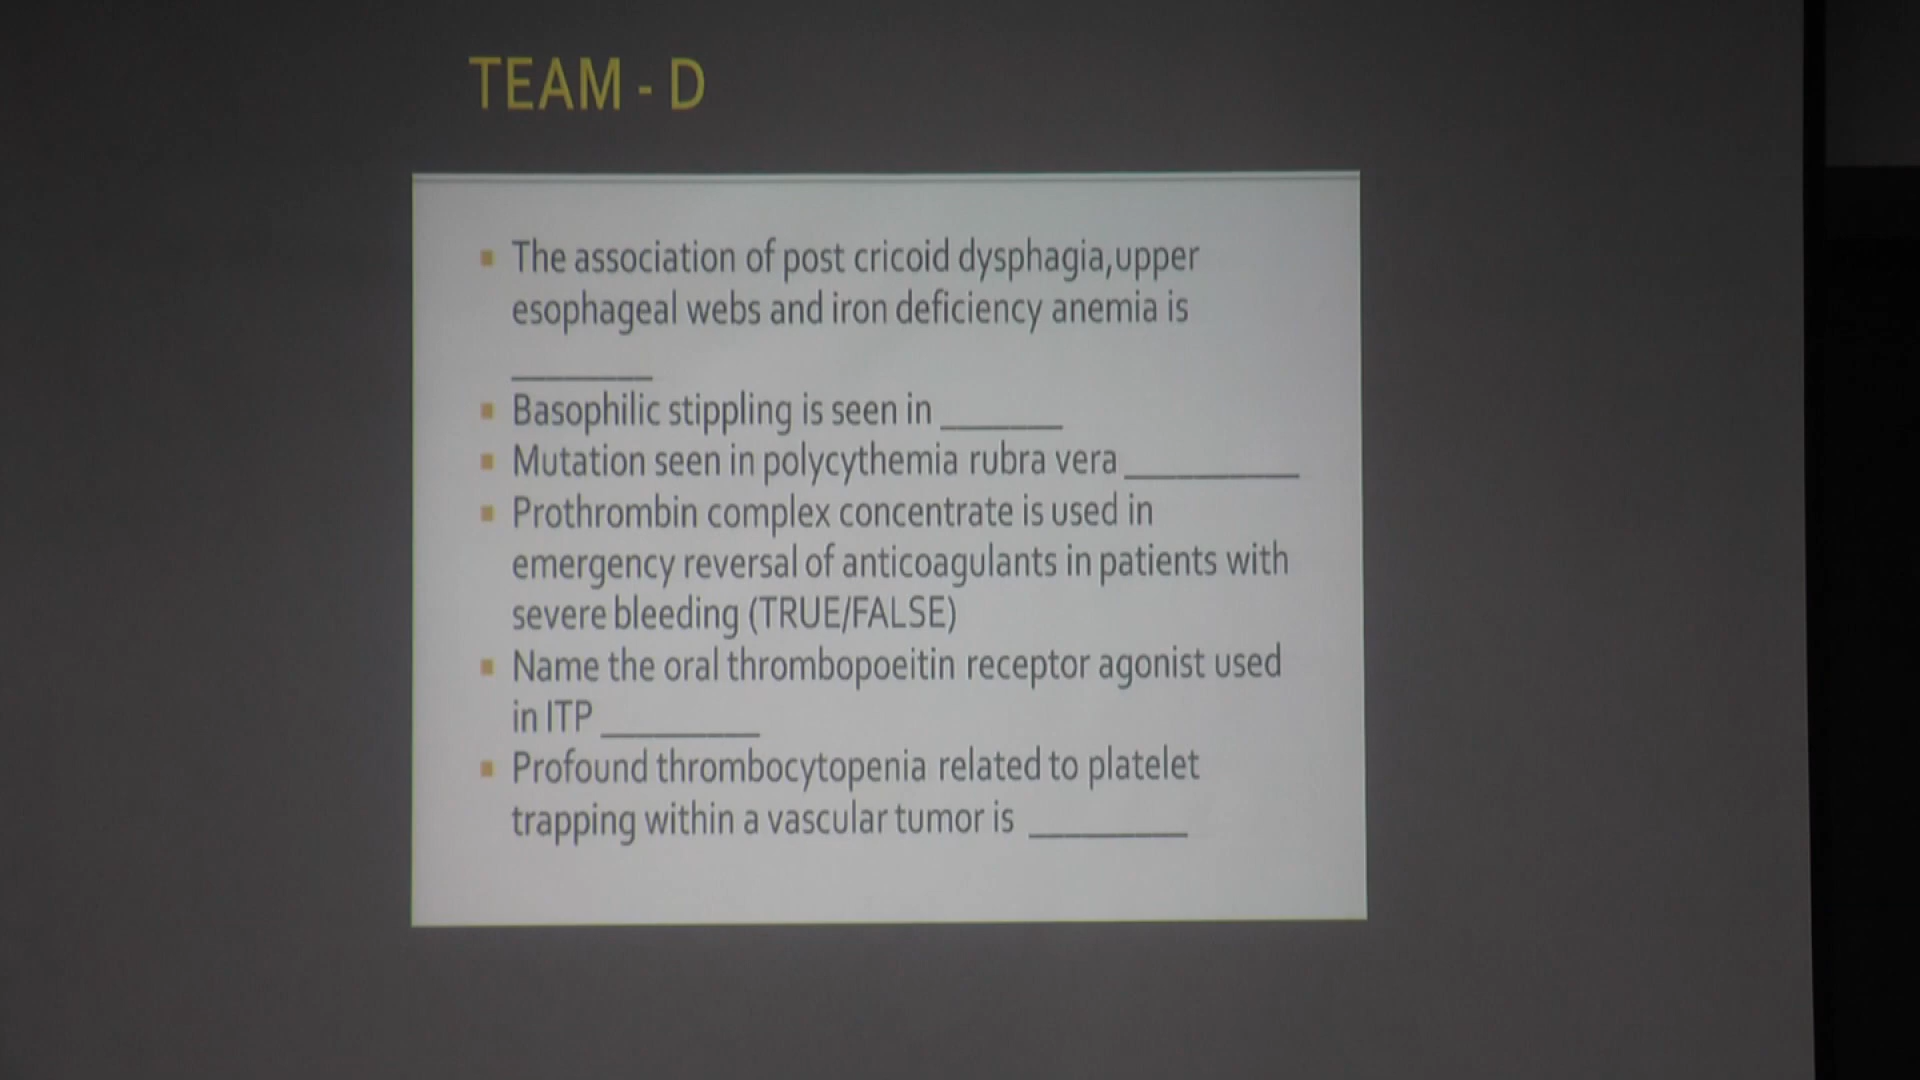 TEAM - D
The association of post cricoid dysphagia,upper
esophageal webs and iron deficiency anemia is
________
Basophilic stippling is seen in _______
Mutation seen in polycythemia rubra vera __________
Prothrombin complex concentrate is used in
emergency reversal of anticoagulants in patients with
severe bleeding (TRUE/FALSE)
Name the oral thrombopoeitin receptor agonist used
in ITP _________
Profound thrombocytopenia related to platelet
trapping within a vascular tumor is _________